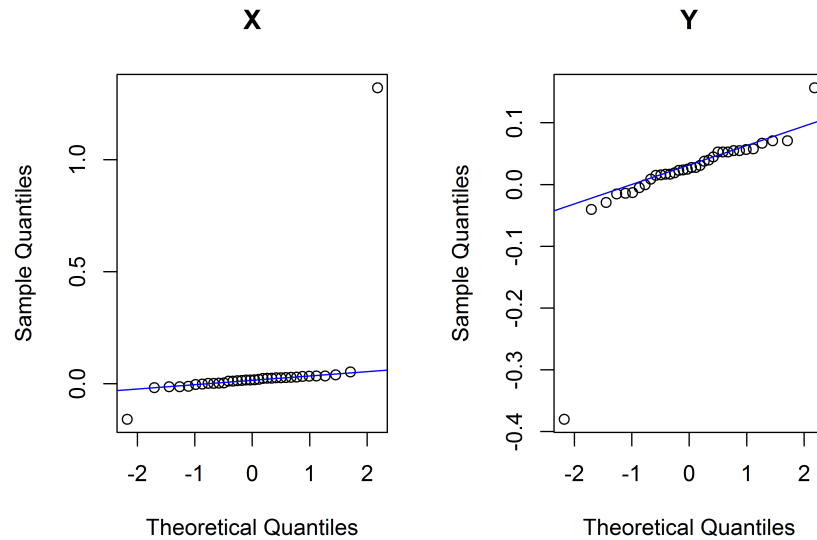 X
Sample Quantiles
1.0
0.5
0.0
-2 -1 0 1 2
Theoretical Quantiles
Y
Sample Quantiles
0.1
0.0
-0.1
-0.2
-0.3
-0.4
-2 -1 0 1 2
Theoretical Quantiles